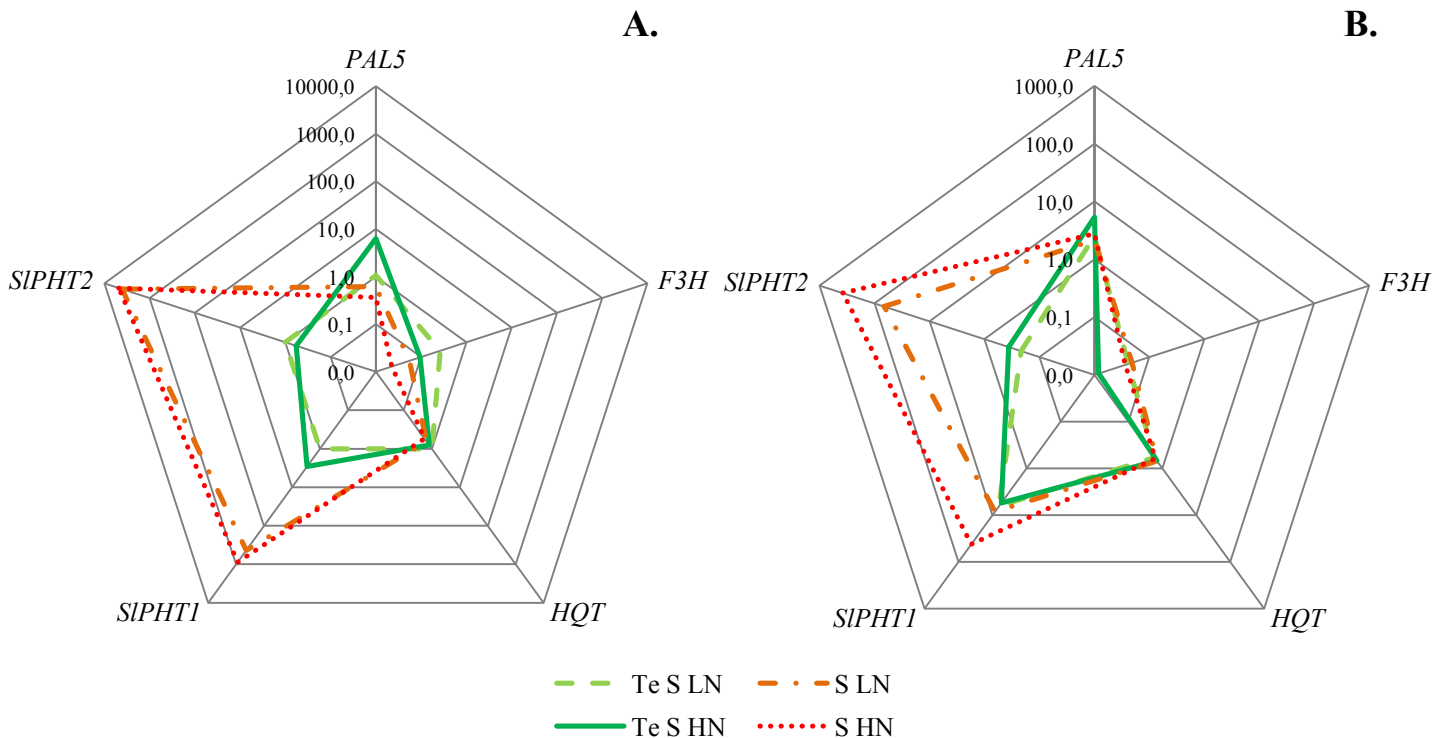 A.
PAL5
10000,0
1000,0
100,0
10,0
1,0
0,1
0,0
F3H
HQT
SlPHT1
SlPHT2
B.
PAL5
1000,0
100,0
10,0
1,0
0,1
0,0
F3H
HQT
SlPHT1
SlPHT2
Te S LN
S LN
Te S HN
S HN